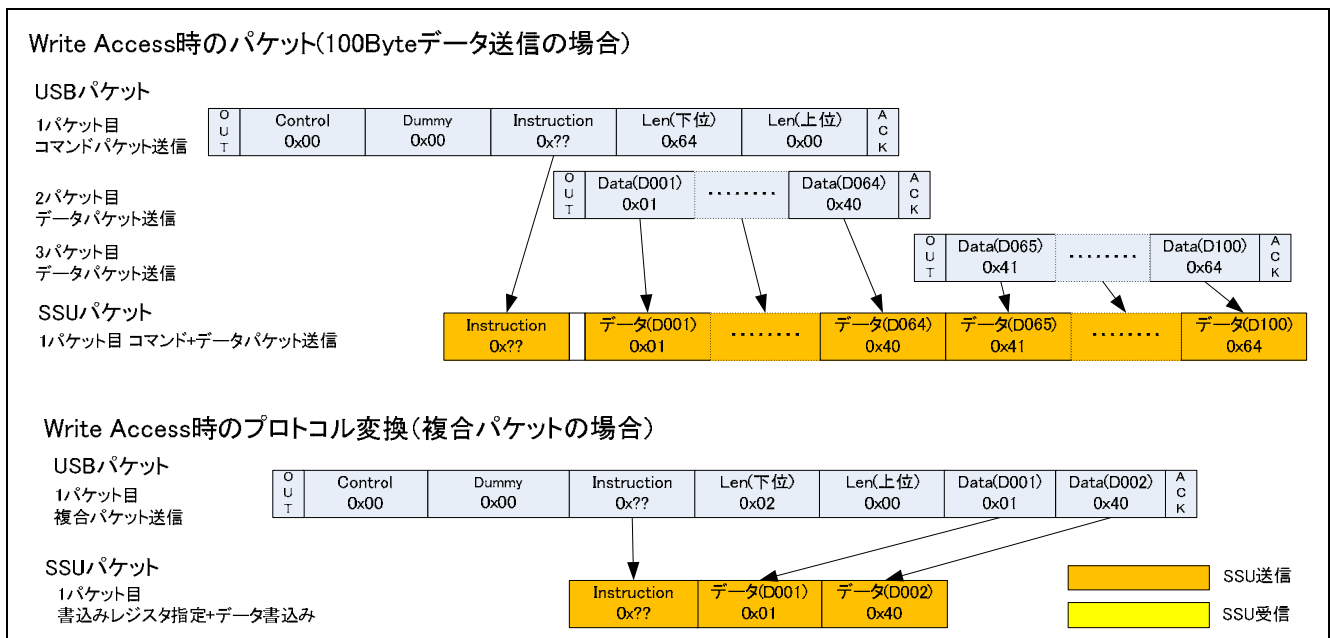 Write Access時のパケット(100Byteデータ送信の場合)
USBパケット
1パケット目
コマンドパケット送信
OUT
Control
0x00
Dummy
0x00
Instruction
0x??
Len(下位)
0x64
Len(上位)
0x00
ACK
2パケット目
データパケット送信
OUT
Data(D001)
0x01
‥‥‥‥
Data(D064)
0x40
ACK
3パケット目
データパケット送信
OUT
Data(D065)
0x41
‥‥‥‥
Data(D100)
0x64
ACK
SSUパケット
1パケット目 コマンド+データパケット送信
Instruction
0x??
データ(D001)
0x01
‥‥‥‥
データ(D064)
0x40
データ(D065)
0x41
‥‥‥‥
データ(D100)
0x64
Write Access時のプロトコル変換(複合パケットの場合)
USBパケット
1パケット目
複合パケット送信
OUT
Control
0x00
Dummy
0x00
Instruction
0x??
Len(下位)
0x02
Len(上位)
0x00
Data(D001)
0x01
Data(D002)
0x40
ACK
SSUパケット
1パケット目
書込みレジスタ指定+データ書込み
Instruction
0x??
データ(D001)
0x01
データ(D002)
0x40
SSU送信
SSU受信